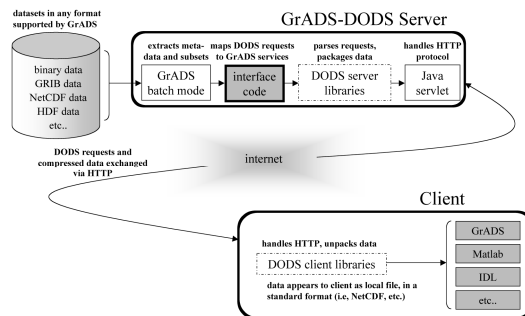 GrADS-DODS Server
datasets in any format
supported by GrADS
binary data
GRIB data
NetCDF data
HDF data
etc..
extracts meta-
data and subsets
GrADS
batch mode
maps DODS requests
to GrADS services
interface
code
parses requests,
packages data
DODS server
libraries
handles HTTP
protocol
Java
servlet
DODS requests and
compressed data exchanged
via HTTP
internet
Client
handles HTTP, unpacks data
DODS client libraries
data appears to client as local file, in a
standard format (i.e, NetCDF, etc.)
GrADS
Matlab
IDL
etc..